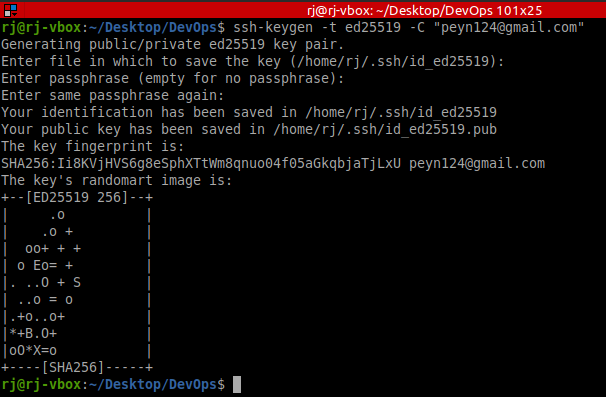 rj@rj-vbox: ~/Desktop/DevOps 101x25
rj@rj-vbox:~/Desktop/DevOps$ ssh-keygen -t ed25519 -C "peyn124@gmail.com"
Generating public/private ed25519 key pair.
Enter file in which to save the key (/home/rj/.ssh/id_ed25519):
Enter passphrase (empty for no passphrase):
Enter same passphrase again:
Your identification has been saved in /home/rj/.ssh/id_ed25519
Your public key has been saved in /home/rj/.ssh/id_ed25519.pub
The key fingerprint is:
SHA256:Ii8KVjHVS6g8eSphXTtWm8qnuo04f05aGkqbjaTjLxU peyn124@gmail.com
The key's randomart image is:
+--[ED25519 256]--+
|     .o          |
|    .o +         |
|  oo+ + +        |
| o Eo= +         |
|. ..O + S        |
| ..o = o         |
|.+o..o+          |
|*+B.O+           |
|oO*X=o           |
+----[SHA256]-----+
rj@rj-vbox:~/Desktop/DevOps$